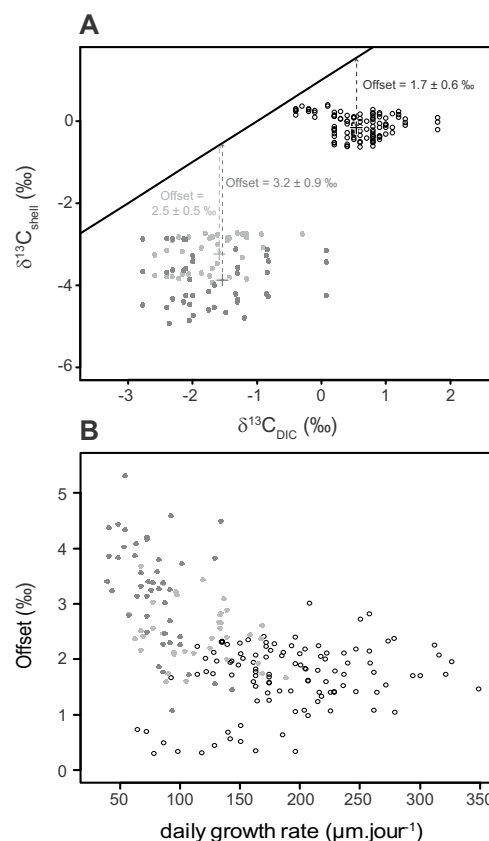 A
Offset = 1.7 ± 0.6 ‰
Offset = 3.2 ± 0.9 ‰
Offset =
2.5 ± 0.5 ‰
δ¹³C_shell (‰)
0
-2
-4
-6
-3 -2 -1 0 1 2
δ¹³C_DIC (‰)
B
Offset (‰)
5
4
3
2
1
0
50 100 150 200 250 300 350
daily growth rate (µm.jour⁻¹)